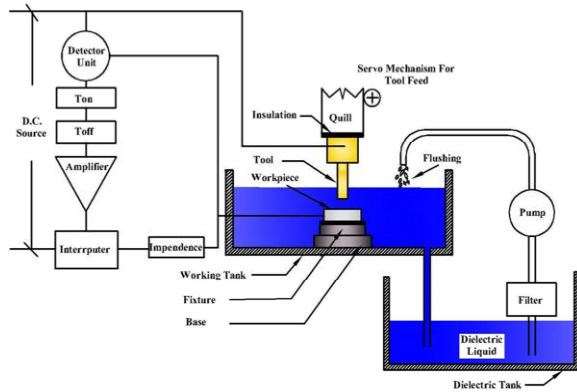 Detector
Unit
Servo Mechanism For
Tool Feed
Ton
Insulation
Quill
D.C.
Source
Toff
Flushing
Tool
Amplifier
Workpiece
Pump
Interrputer
Impendence
Working Tank
Filter
Fixture
Base
Dielectric
Liquid
Dielectric Tank